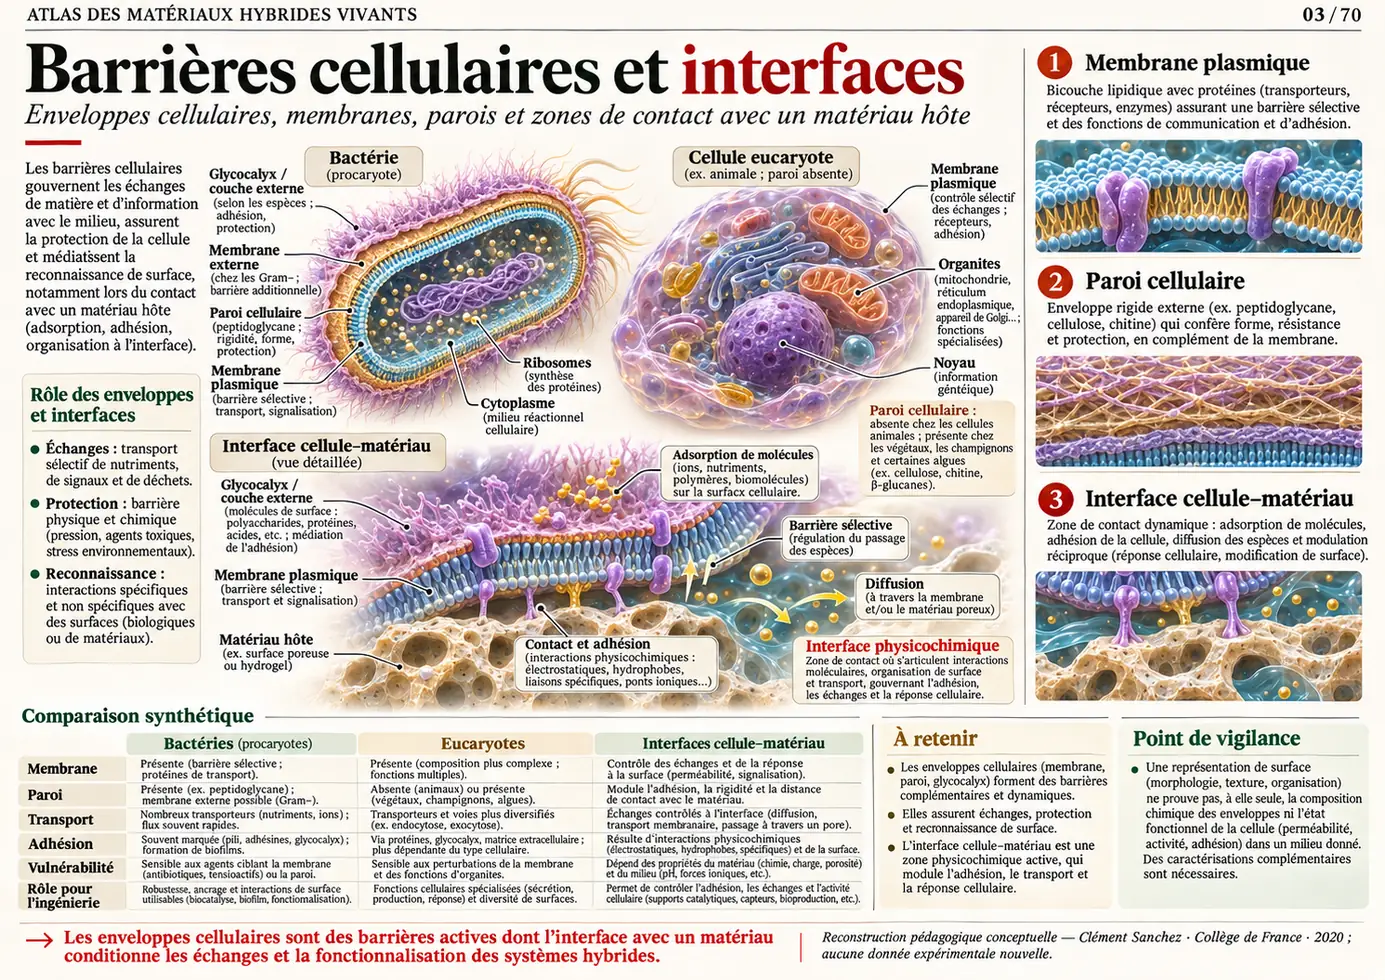 ATLAS DES MATÉRIAUX HYBRIDES VIVANTS
03 / 70
Barrières cellulaires et interfaces
Enveloppes cellulaires, membranes, parois et zones de contact avec un matériau hôte
Les barrières cellulaires
gouvernent les échanges
de matière et d'information
avec le milieu, assurent
la protection de la cellule
et médiatssent la
reconnaissance de surface,
notamment lors du contact
avec un matériau hôte
(adsorption, adhésion,
organisation à l'interface).
Rôle des enveloppes
et interfaces
Échanges : transport
sélectif de nutriments,
de signaux et de déchets.
Protection : barrière
physique et chimique
(pression, agents toxiques,
stress environnementaux).
Reconnaissance :
interactions spécifiques
et non spécifiques avec
des surfaces (biologiques
ou de matériaux).
Bactérie
(procaryote)
Glycocalyx /
couche externe
(selon les espèces ;
adhésion,
protection)
Membrane
externe
(chez les Gram– ;
barrière additionnelle)
Paroi cellulaire
(peptidoglycane ;
rigidité, forme,
protection)
Membrane
plasmique
(barrière sélective ;
transport, signalisation)
Ribosomes
(synthèse
des protéines)
Cytoplasme
(milieu réactionnel
cellulaire)
Cellule eucaryote
(ex. animale ; paroi absente)
Membrane
plasmique
(contrôle sélectif
des échanges ;
récepteurs,
adhésion)
Organites
(mitochondrie,
réticulum
endoplasmique,
appareil de Golgi... ;
fonctions
spécialisées)
Noyau
(information
géntéique)
Paroi cellulaire :
absente chez les cellules
animales ; présente chez
les végétaux, les champignons
et certaines algues
(ex. cellulose, chitine,
β-glucanes).
Interface cellule–matériau
(vue détaillée)
Glycocalyx /
couche externe
(molécules de surface :
polyaccharides, protéines,
acides, etc. ; médiation
de l'adhésion)
Membrane plasmique
(barrière sélective ;
transport et signalisation)
Matériau hôte
(ex. surface poreuse
ou hydrogel)
Adsorption de molécules
(ions, nutriments,
polymères, biomolécules)
sur la surfacx cellulaire.
Barrière sélective
(régulation du passage
des espèces)
Diffusion
(à travers la membrane
et/ou le matériau poreux)
Contact et adhésion
(interactions physicochimiques :
électrostatiques, hydrophobes,
liaisons spécifiques, ponts ioniques...)
Interface physicochimique
Zone de contact où s'articulent interactions
moléculaires, organisation de surface
et transport, gouvernant l'adhésion,
les échanges et la réponse cellulaire.
1 Membrane plasmique
Bicouche lipidique avec protéines (transporteurs,
récepteurs, enzymes) assurant une barrière sélective
et des fonctions de communication et d'adhésion.
2 Paroi cellulaire
Enveloppe rigide externe (ex. peptidoglycane,
cellulose, chitine) qui confère forme, résistance
et protection, en complément de la membrane.
3 Interface cellule–matériau
Zone de contact dynamique : adsorption de molécules,
adhésion de la cellule, diffusion des espèces et modulation
réciproque (réponse cellulaire, modification de surface).
Comparaison synthétique
Bactéries (procaryotes)
Eucaryotes
Interfaces cellule–matériau
Membrane
Présente (barrière sélective ;
protéines de transport).
Présente (composition plus complexe ;
fonctions multiples).
Contrôle des échanges et de la réponse
à la surface (perméabilité, signalisation).
Paroi
Présente (ex. peptidoglycane) ;
membrane externe possible (Gram–).
Absente (animaux) ou présente
(végétaux, champignons, algues).
Module l'adhésion, la rigidité et la distance
de contact avec le matériau.
Transport
Nombreux transporteurs (nutriments, ions) ;
flux souvent rapides.
Transporteurs et voies plus diversifiés
(ex. endocytose, exocytose).
Échanges contrôlés à l'interface (diffusion,
transport membranaire, passage à travers un pore).
Adhésion
Souvent marquée (pili, adhésines, glycocalyx) ;
formation de biofilms.
Via protéines, glycocalyx, matrice extracellulaire ;
plus dépendante du type cellulaire.
Résulte d'interactions physicochimiques
(électrostatiques, hydrophobes, spécifiques) et de la surface.
Vulnérabilité
Sensible aux agents ciblant la membrane
(antibiotiques, tensioactifs) ou la paroi.
Sensible aux perturbations de la membrane
et des fonctions d'organites.
Dépend des propriétés du matériau (chimie, charge, porosité)
et du milieu (pH, forces ioniques, etc.).
Rôle pour
l'ingénierie
Robustesse, ancrage et interactions de surface
utilisables (biocatalyse, biofilm, fonctionnalisation).
Fonctions cellulaires spécialisées (sécrétion,
production, réponse) et diversité de surfaces.
Permet de contrôler l'adhésion, les échanges et l'activité
cellulaire (supports catalytiques, capteurs, bioproduction, etc.).
À retenir
Les enveloppes cellulaires (membrane,
paroi, glycocalyx) forment des barrières
complémentaires et dynamiques.
Elles assurent échanges, protection
et reconnaissance de surface.
L'interface cellule–matériau est une
zone physicochimique active, qui
module l'adhésion, le transport et
la réponse cellulaire.
Point de vigilance
Une représentation de surface
(morphologie, texture, organisation)
ne prouve pas, à elle seule, la composition
chimique des enveloppes ni l'état
fonctionnel de la cellule (perméabilité,
activité, adhésion) dans un milieu donné.
Des caractérisations complémentaires
sont nécessaires.
→ Les enveloppes cellulaires sont des barrières actives dont l'interface avec un matériau
conditionne les échanges et la fonctionnalisation des systèmes hybrides.
Reconstruction pédagogique conceptuelle — Clément Sanchez · Collège de France · 2020 ;
aucune donnée expérimentale nouvelle.